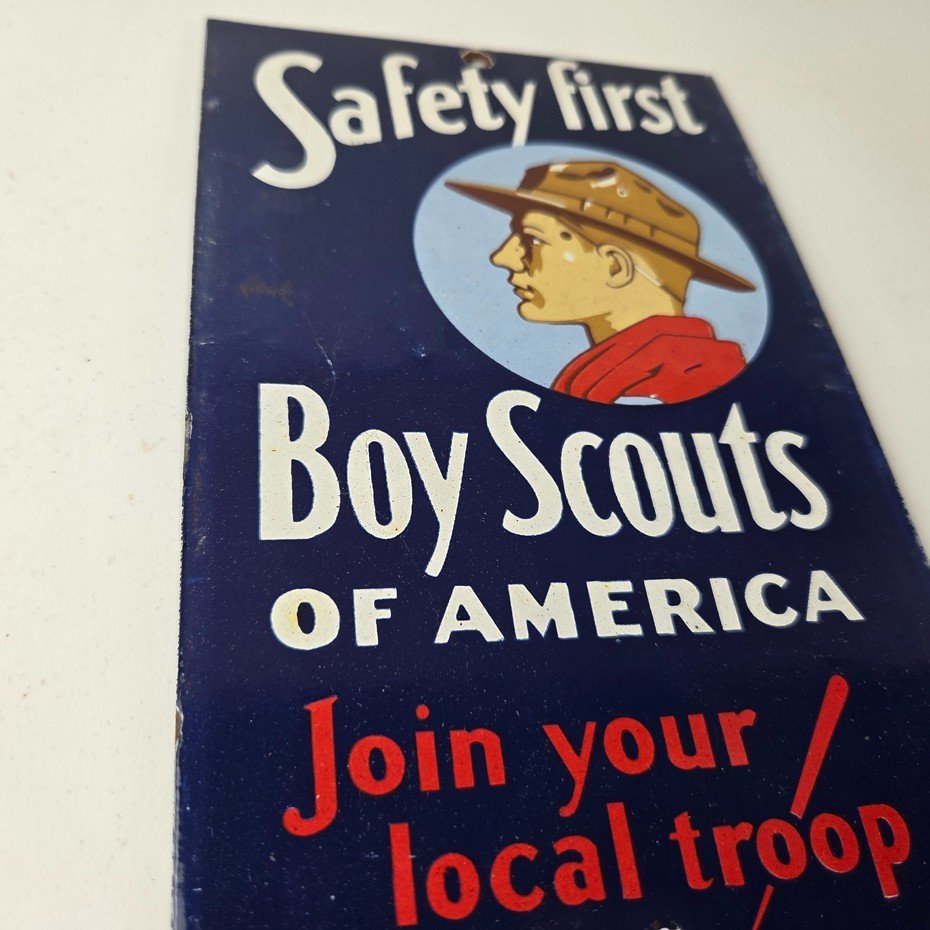 Safety first
Boy Scouts
OF AMERICA
Join your
local troop